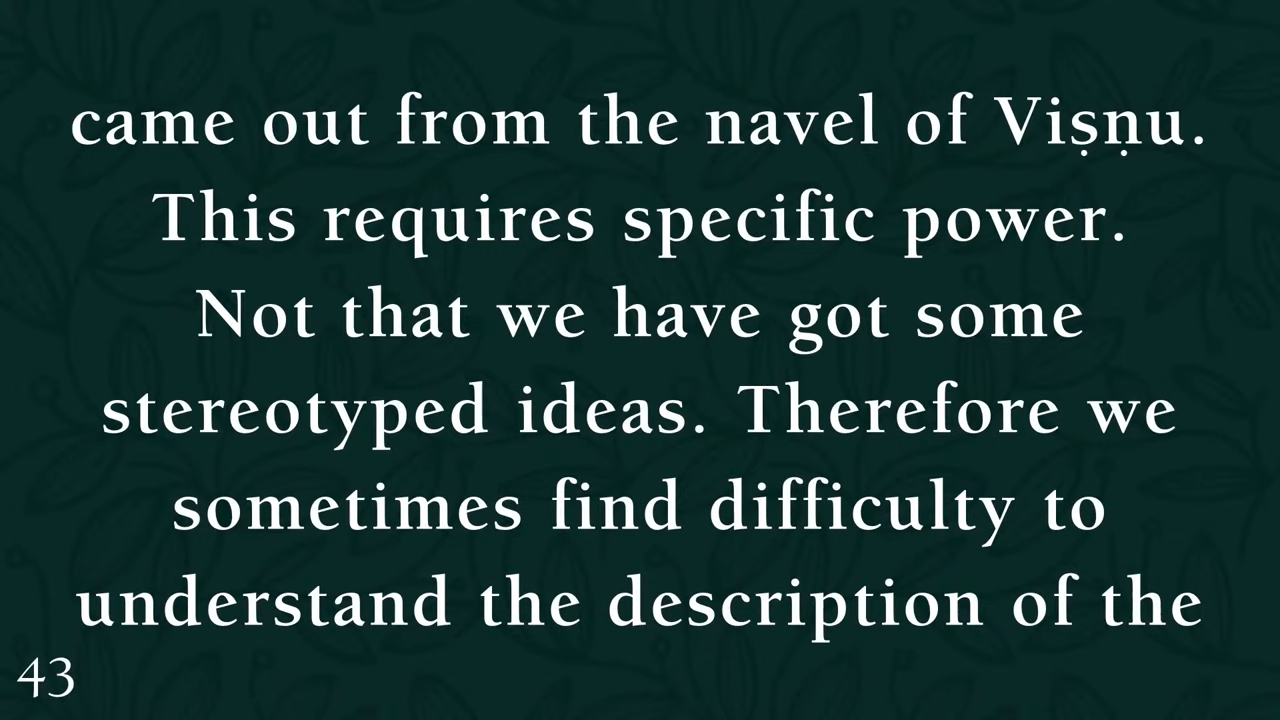 came out from the navel of Viṣṇu.
This requires specific power.
Not that we have got some
stereotyped ideas. Therefore we
sometimes find difficulty to
understand the description of the
43